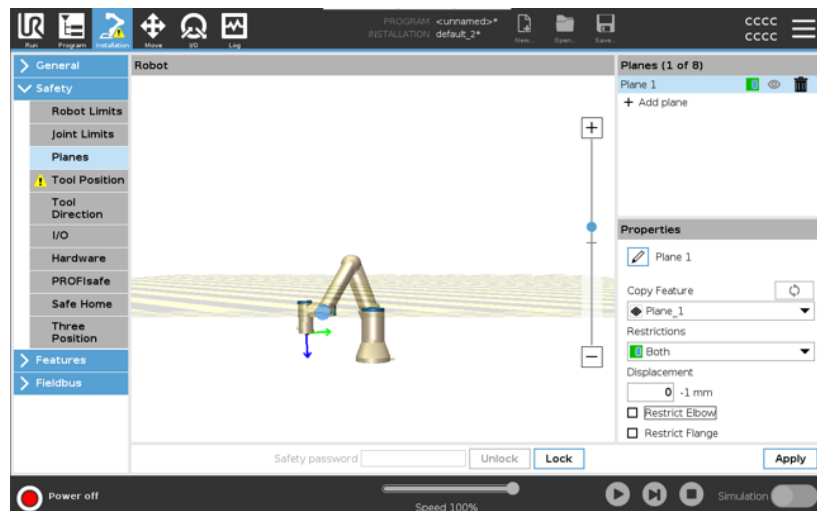 PROGRAM <unnamed>*
INSTALLATION default_2*
New... Open... Save...
cccc
cccc
UR
Run Program Installation Move I/O Log
General
Safety
Robot Limits
Joint Limits
Planes
Tool Position
Tool
Direction
I/O
Hardware
PROFIsafe
Safe Home
Three
Position
Features
Fieldbus
Robot
+
−
Planes (1 of 8)
Plane 1
+ Add plane
Properties
Plane 1
Copy Feature
Plane_1
Restrictions
Both
Displacement
0 -1 mm
Restrict Elbow
Restrict Flange
Safety password
Unlock
Lock
Apply
Power off
Speed 100%
Simulation